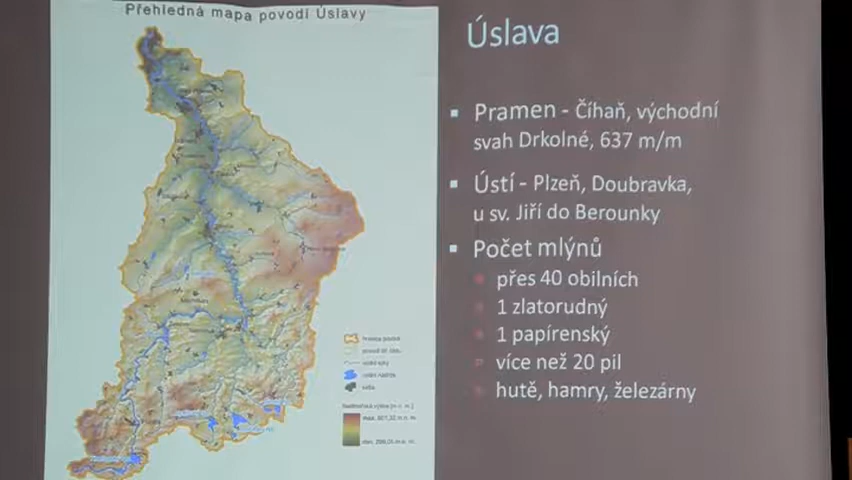 Přehledná mapa povodí Úslavy
Úslava
Pramen - Číhaň, východní
svah Drkolné, 637 m/m
Ústí - Plzeň, Doubravka,
u sv. Jiří do Berounky
Počet mlýnů
přes 40 obilních
1 zlatorudný
1 papírenský
více než 20 pil
hutě, hamry, železárny